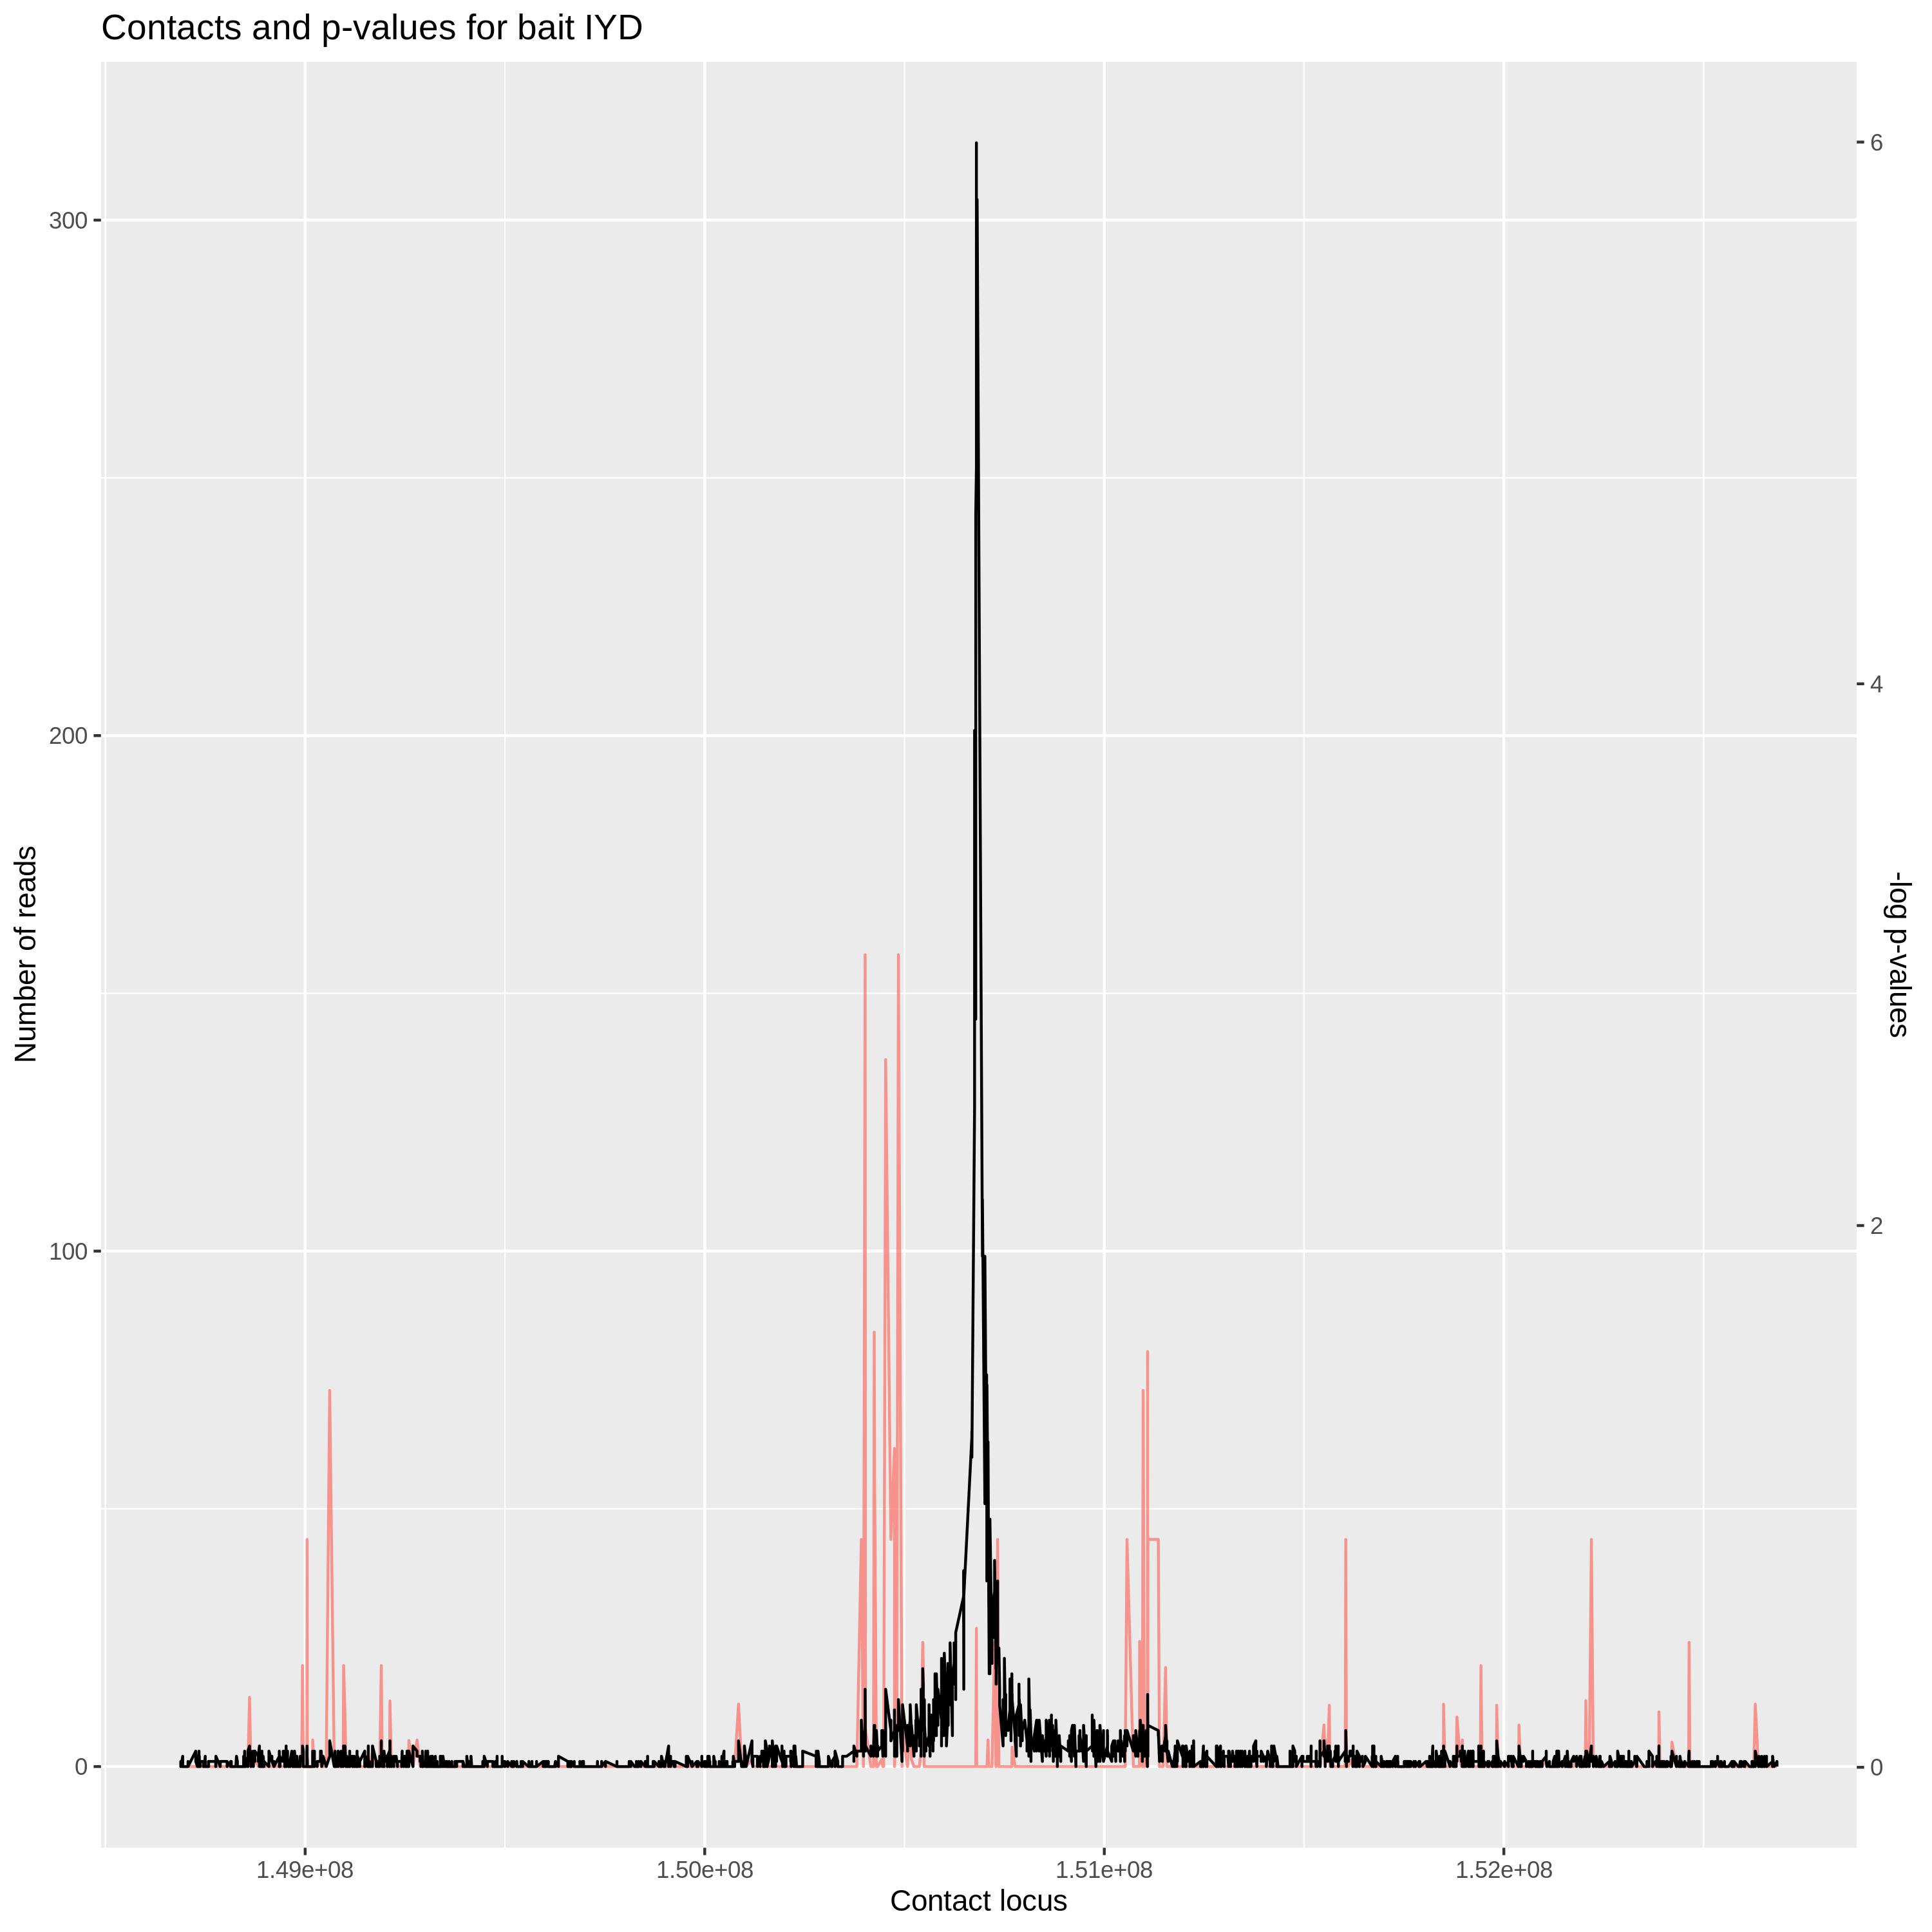 Contacts and p-values for bait IYD
Number of reads
300
200
100
0
6
4
2
0
-log p-values
1.49e+08
1.50e+08
1.51e+08
1.52e+08
Contact locus